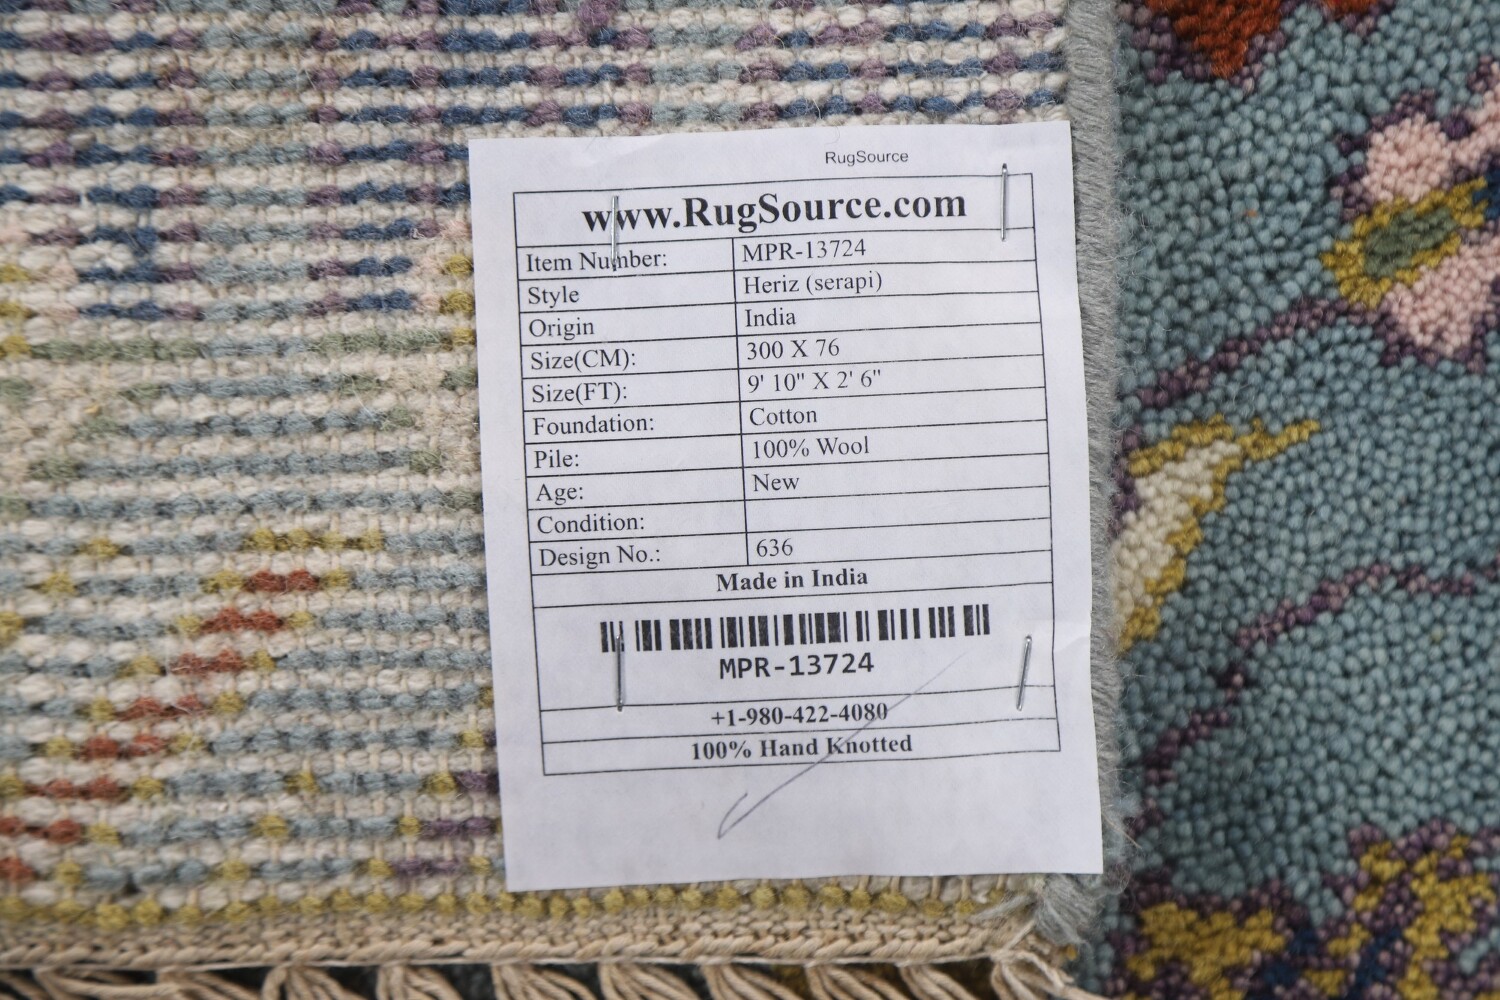 RugSource
www.RugSource.com
Item Number: MPR-13724
Style Heriz (serapi)
Origin India
Size(CM): 300 X 76
Size(FT): 9' 10" X 2' 6"
Foundation: Cotton
Pile: 100% Wool
Age: New
Condition:
Design No.: 636
Made in India
MPR-13724
+1-980-422-4080
100% Hand Knotted